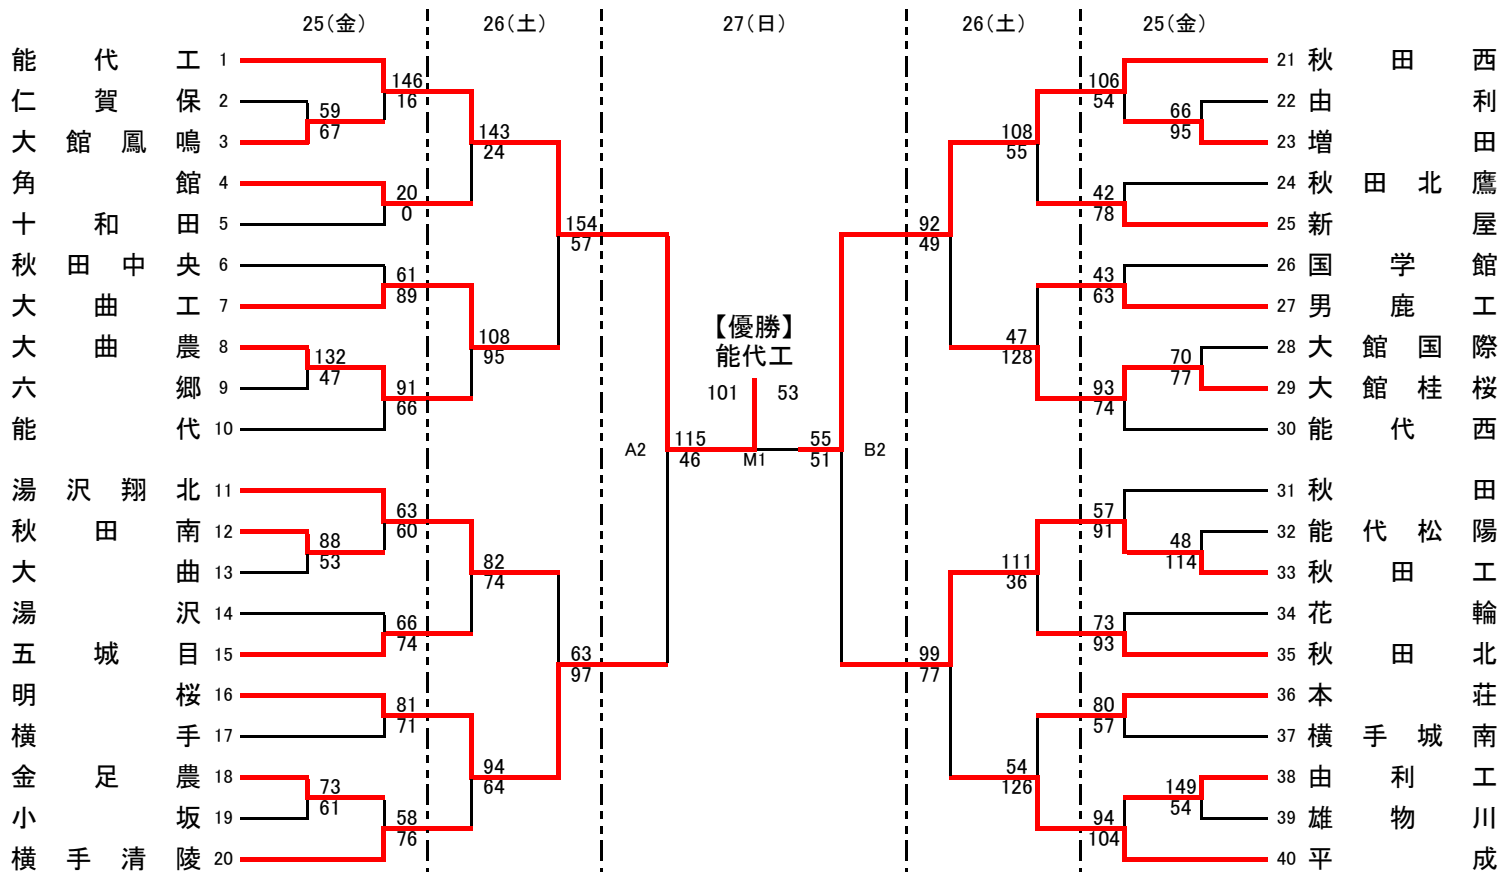 25(金) 26(土) 27(日) 26(土) 25(金)
能代工 1
仁賀保 2
大館鳳鳴 3
角館 4
十和田 5
秋田中央 6
大曲工 7
大曲農 8
六郷 9
能代 10
湯沢翔北 11
秋田南 12
大曲 13
湯沢 14
五城目 15
明桜 16
横手 17
金足農 18
小坂 19
横手清陵 20
59
67
132
47
88
53
73
61
146
16
20
0
61
89
91
66
63
60
66
74
81
71
58
76
143
24
108
95
82
74
94
64
154
57
63
97
A2
115
46
【優勝】
能代工
101 53
M1
55
51
B2
92
49
99
77
108
55
47
128
111
36
54
126
106
54
42
78
43
63
93
74
57
91
73
93
80
57
94
104
66
95
70
77
48
114
149
54
21 秋田西
22 由利
23 増田
24 秋田北鷹
25 新屋
26 国学館
27 男鹿工
28 大館国際
29 大館桂桜
30 能代西
31 秋田
32 能代松陽
33 秋田工
34 花輪
35 秋田北
36 本荘
37 横手城南
38 由利工
39 雄物川
40 平成